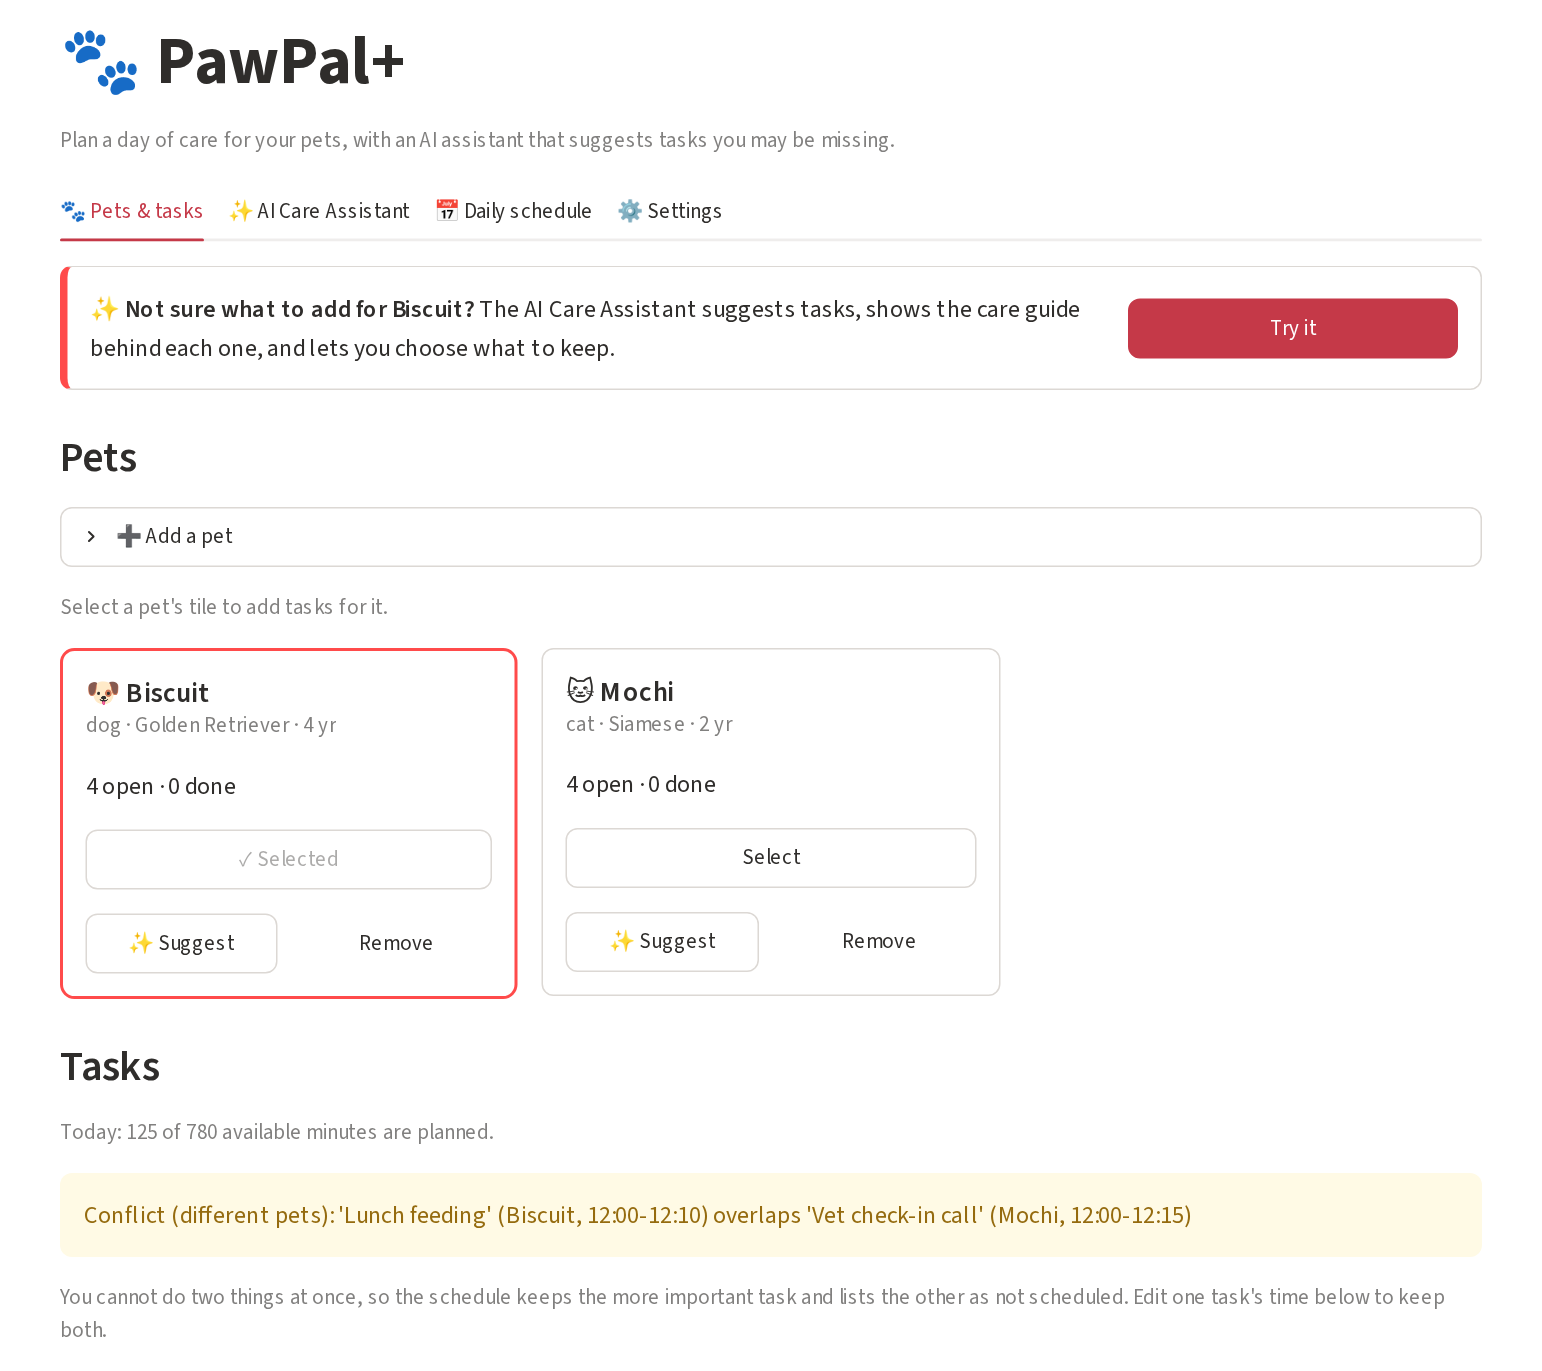 🐾 PawPal+
Plan a day of care for your pets, with an AI assistant that suggests tasks you may be missing.
🐾 Pets & tasks ✨ AI Care Assistant 📅 Daily schedule ⚙️ Settings
✨ Not sure what to add for Biscuit? The AI Care Assistant suggests tasks, shows the care guide
behind each one, and lets you choose what to keep.
Try it
Pets
➕ Add a pet
Select a pet's tile to add tasks for it.
🐶 Biscuit
dog · Golden Retriever · 4 yr
4 open · 0 done
✓ Selected
✨ Suggest Remove
🐱 Mochi
cat · Siamese · 2 yr
4 open · 0 done
Select
✨ Suggest Remove
Tasks
Today: 125 of 780 available minutes are planned.
Conflict (different pets): 'Lunch feeding' (Biscuit, 12:00-12:10) overlaps 'Vet check-in call' (Mochi, 12:00-12:15)
You cannot do two things at once, so the schedule keeps the more important task and lists the other as not scheduled. Edit one task's time below to keep
both.